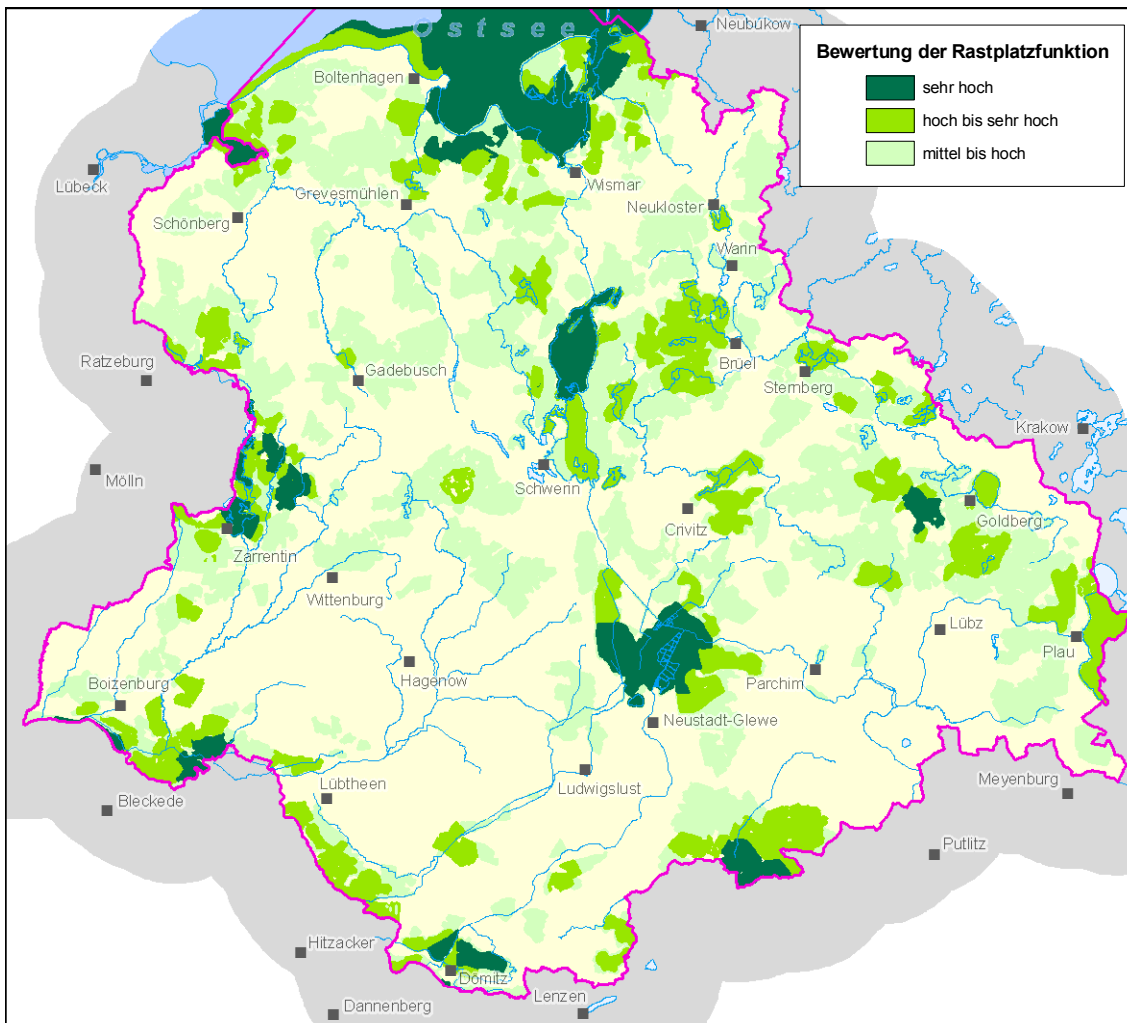 Ostsee
Neubukow
Bewertung der Rastplatzfunktion
sehr hoch
hoch bis sehr hoch
mittel bis hoch
Boltenhagen
Lübeck
Wismar
Grevesmühlen
Neukloster
Schönberg
Warin
Ratzeburg
Gadebusch
Brüel
Sternberg
Krakow
Mölln
Schwerin
Crivitz
Goldberg
Zarrentin
Wittenburg
Lübz
Plau
Hagenow
Parchim
Boizenburg
Neustadt-Glewe
Ludwigslust
Meyenburg
Bleckede
Lübtheen
Putlitz
Hitzacker
Dömitz
Dannenberg
Lenzen